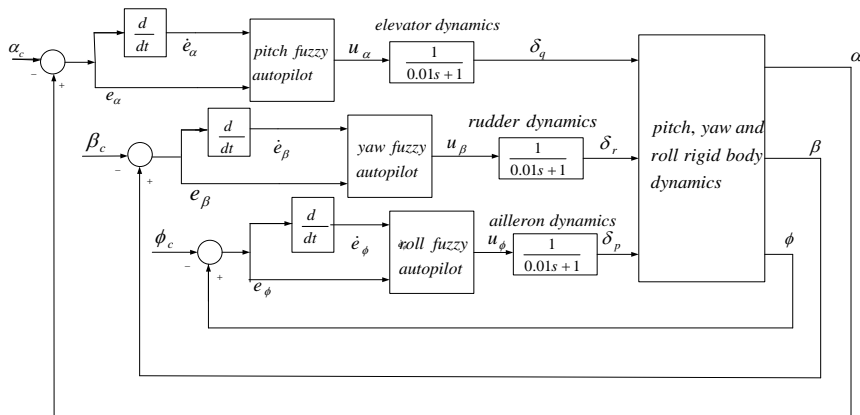 elevator dynamics
α_c
−
+
d/dt
ė_α
e_α
pitch fuzzy
autopilot
u_α
1/(0.01s+1)
δ_q
α
rudder dynamics
β_c
−
+
d/dt
ė_β
e_β
yaw fuzzy
autopilot
u_β
1/(0.01s+1)
δ_r
pitch, yaw and
roll rigid body
dynamics
β
ailleron dynamics
ϕ_c
−
+
d/dt
ė_ϕ
e_ϕ
roll fuzzy
autopilot
u_ϕ
1/(0.01s+1)
δ_p
ϕ